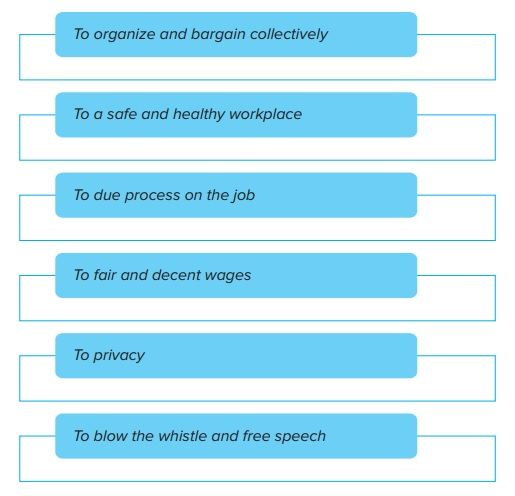 To organize and bargain collectively
To a safe and healthy workplace
To due process on the job
To fair and decent wages
To privacy
To blow the whistle and free speech